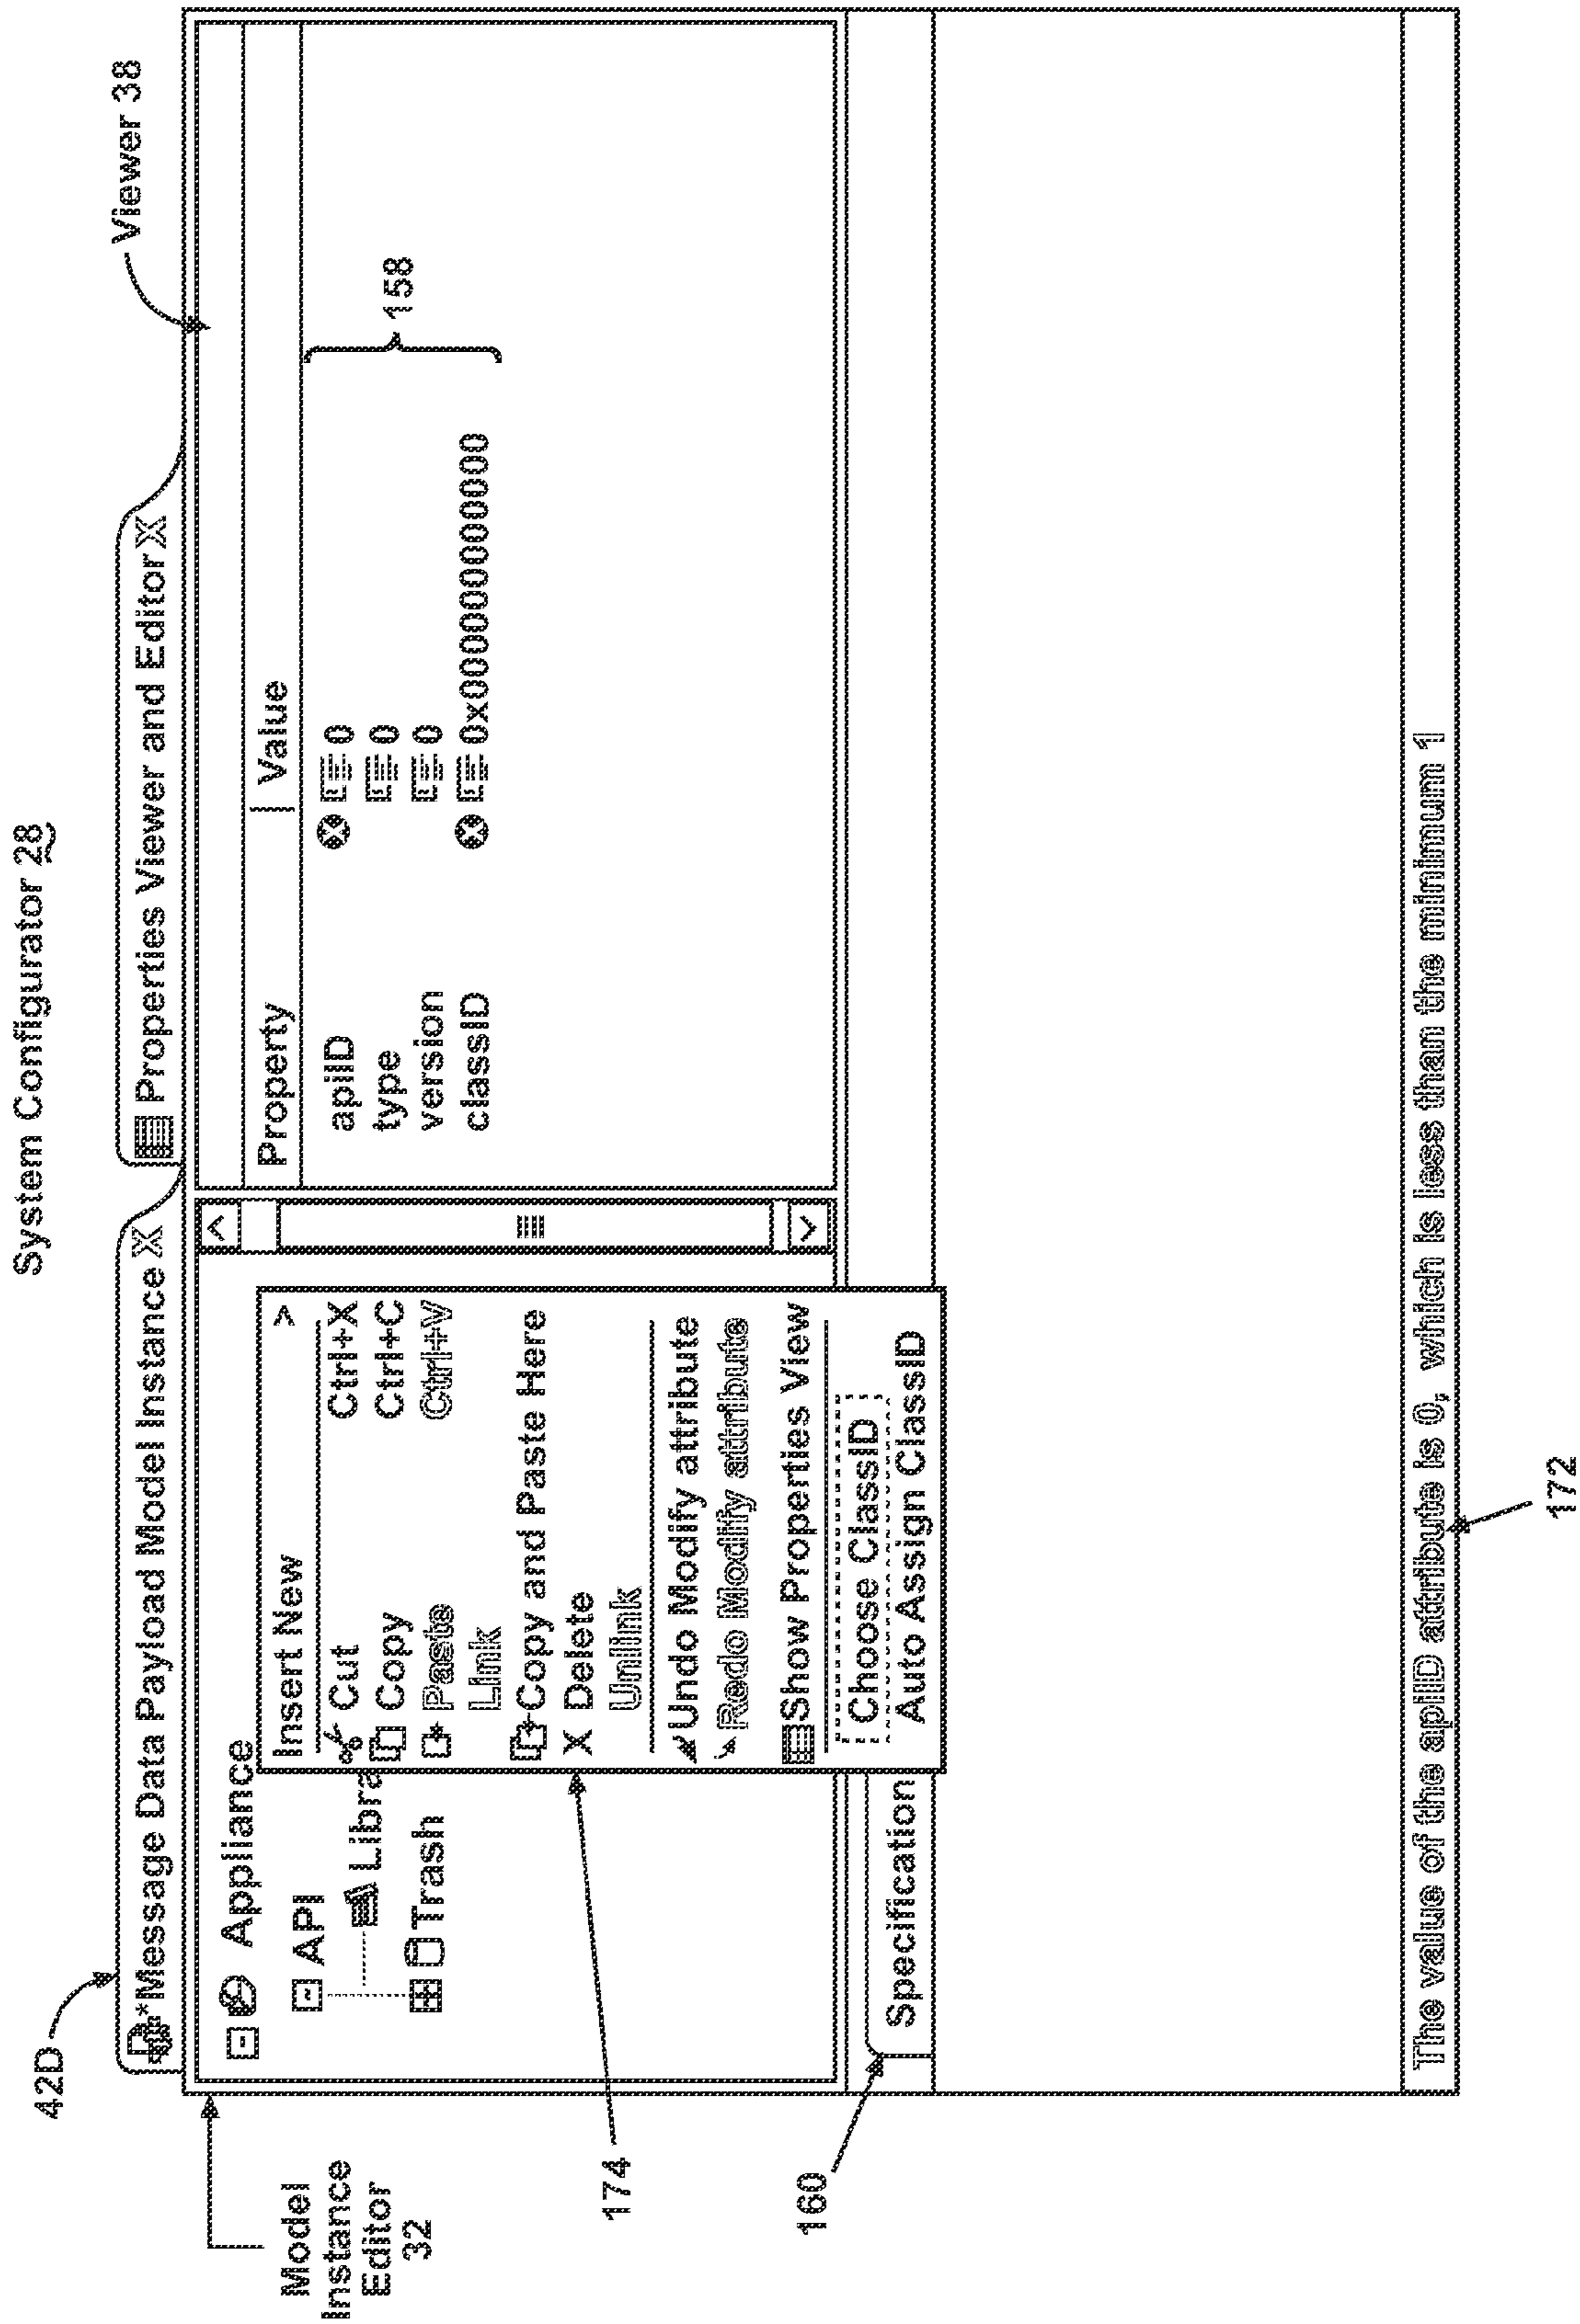 System Configurator 28
42D
Viewer 38
*Message Data Payload Model Instance X
Properties Viewer and Editor X
Model
Instance
Editor
32
Appliance
API
Libra
Trash
Insert New >
Cut Ctrl+X
Copy Ctrl+C
Paste Ctrl+V
Link
Copy and Paste Here
X Delete
Unlink
Undo Modify attribute
Redo Modify attribute
Show Properties View
Choose ClassID
Auto Assign ClassID
Property | Value
apiID 0
type 0
version 0
classID 0x0000000000
158
174
160
Specification
The value of the apiID attribute is 0, which is less than the minimum 1
172